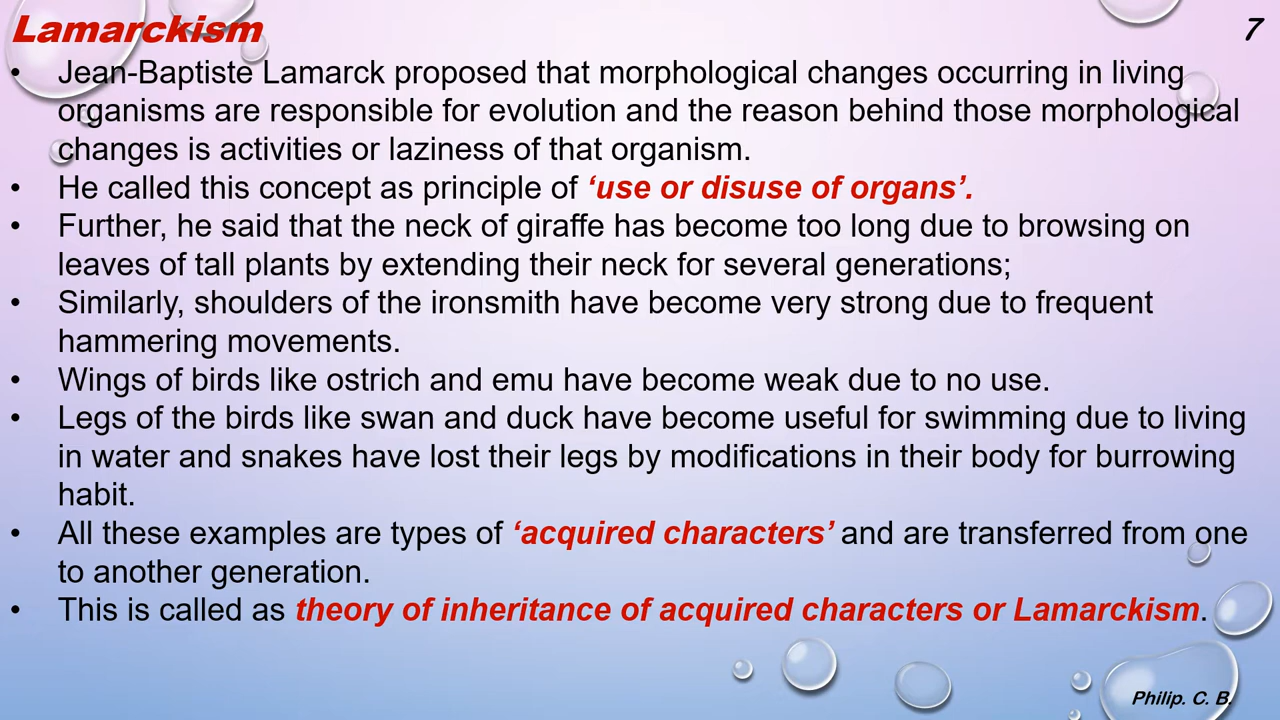 Lamarckism
7
• Jean-Baptiste Lamarck proposed that morphological changes occurring in living
organisms are responsible for evolution and the reason behind those morphological
changes is activities or laziness of that organism.
• He called this concept as principle of ‘use or disuse of organs’.
• Further, he said that the neck of giraffe has become too long due to browsing on
leaves of tall plants by extending their neck for several generations;
• Similarly, shoulders of the ironsmith have become very strong due to frequent
hammering movements.
• Wings of birds like ostrich and emu have become weak due to no use.
• Legs of the birds like swan and duck have become useful for swimming due to living
in water and snakes have lost their legs by modifications in their body for burrowing
habit.
• All these examples are types of ‘acquired characters’ and are transferred from one
to another generation.
• This is called as theory of inheritance of acquired characters or Lamarckism.
Philip. C. B.